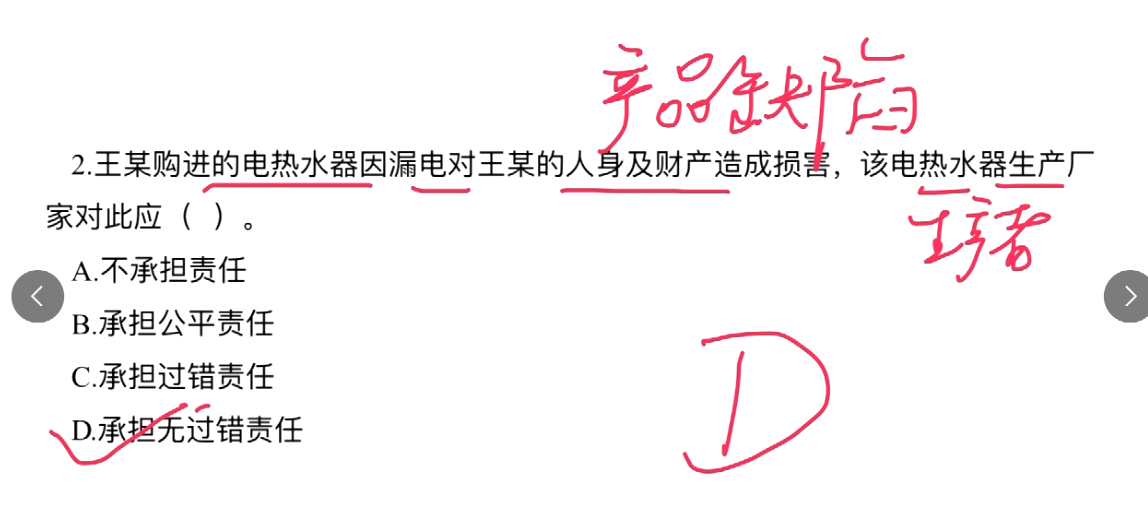 产品缺陷
2.王某购进的电热水器因漏电对王某的人身及财产造成损害，该电热水器生产厂
家对此应（ ）。
生产者
A.不承担责任
B.承担公平责任
C.承担过错责任
D.承担无过错责任
D